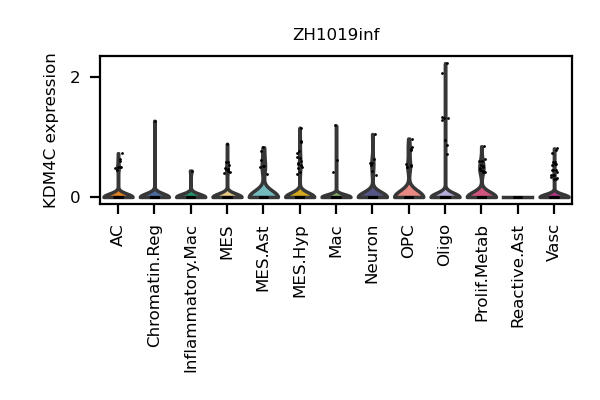 ZH1019inf
KDM4C expression
2
0
AC
Chromatin.Reg
Inflammatory.Mac
MES
MES.Ast
MES.Hyp
Mac
Neuron
OPC
Oligo
Prolif.Metab
Reactive.Ast
Vasc